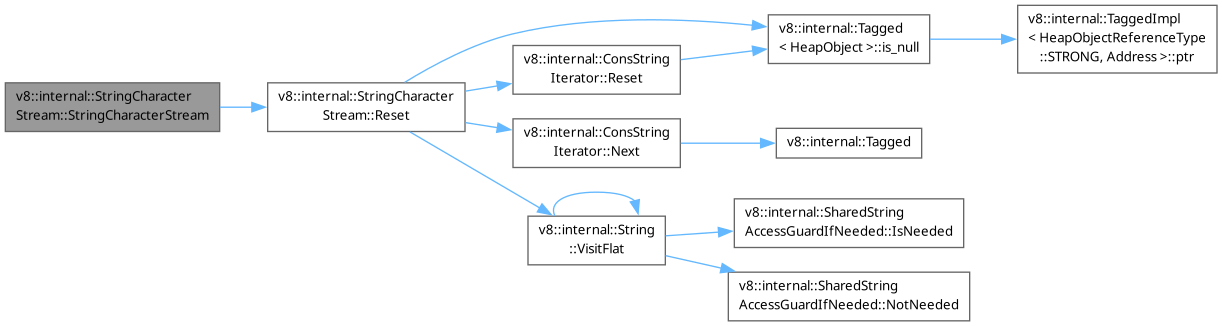 v8::internal::StringCharacter
Stream::StringCharacterStream
v8::internal::StringCharacter
Stream::Reset
v8::internal::ConsString
Iterator::Reset
v8::internal::Tagged
< HeapObject >::is_null
v8::internal::TaggedImpl
< HeapObjectReferenceType
::STRONG, Address >::ptr
v8::internal::ConsString
Iterator::Next
v8::internal::Tagged
v8::internal::String
::VisitFlat
v8::internal::SharedString
AccessGuardIfNeeded::IsNeeded
v8::internal::SharedString
AccessGuardIfNeeded::NotNeeded